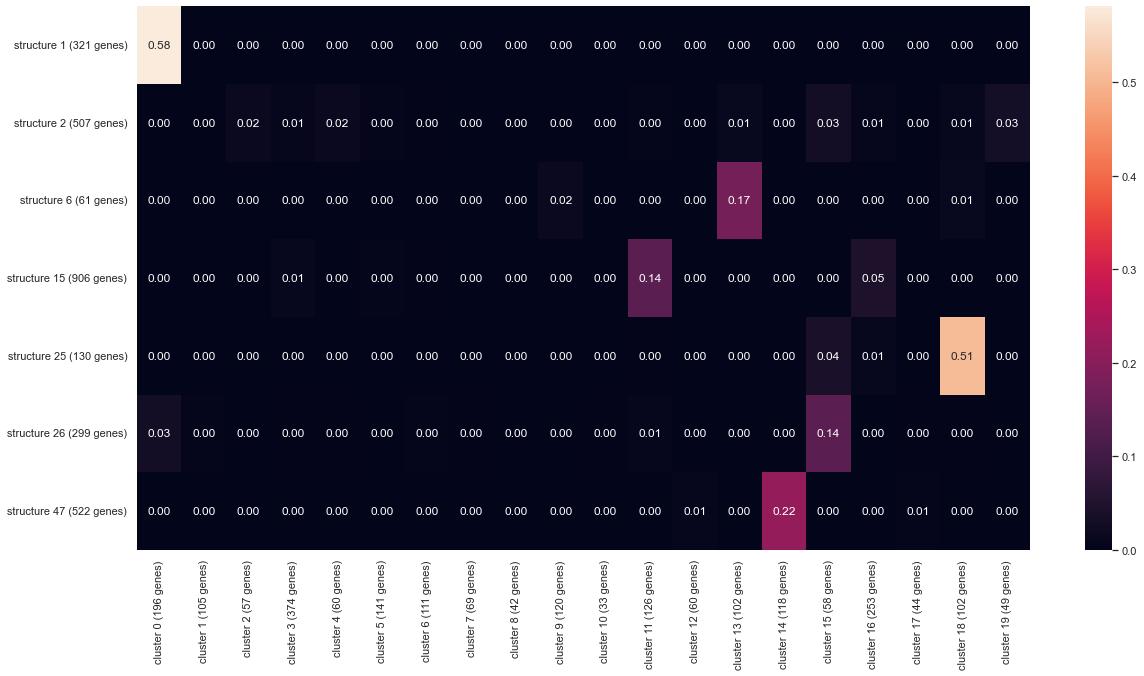 structure 1 (321 genes) 0.58 0.00 0.00 0.00 0.00 0.00 0.00 0.00 0.00 0.00 0.00 0.00 0.00 0.00 0.00 0.00 0.00 0.00 0.00 0.00
structure 2 (507 genes) 0.00 0.00 0.02 0.01 0.02 0.00 0.00 0.00 0.00 0.00 0.00 0.00 0.00 0.01 0.00 0.03 0.01 0.00 0.01 0.03
structure 6 (61 genes) 0.00 0.00 0.00 0.00 0.00 0.00 0.00 0.00 0.00 0.02 0.00 0.00 0.00 0.17 0.00 0.00 0.00 0.00 0.01 0.00
structure 15 (906 genes) 0.00 0.00 0.00 0.01 0.00 0.00 0.00 0.00 0.00 0.00 0.00 0.14 0.00 0.00 0.00 0.00 0.05 0.00 0.00 0.00
structure 25 (130 genes) 0.00 0.00 0.00 0.00 0.00 0.00 0.00 0.00 0.00 0.00 0.00 0.00 0.00 0.00 0.00 0.04 0.01 0.00 0.51 0.00
structure 26 (299 genes) 0.03 0.00 0.00 0.00 0.00 0.00 0.00 0.00 0.00 0.00 0.00 0.01 0.00 0.00 0.00 0.14 0.00 0.00 0.00 0.00
structure 47 (522 genes) 0.00 0.00 0.00 0.00 0.00 0.00 0.00 0.00 0.00 0.00 0.00 0.00 0.01 0.00 0.22 0.00 0.00 0.01 0.00 0.00
cluster 0 (196 genes)
cluster 1 (105 genes)
cluster 2 (57 genes)
cluster 3 (374 genes)
cluster 4 (60 genes)
cluster 5 (141 genes)
cluster 6 (111 genes)
cluster 7 (69 genes)
cluster 8 (42 genes)
cluster 9 (120 genes)
cluster 10 (33 genes)
cluster 11 (126 genes)
cluster 12 (60 genes)
cluster 13 (102 genes)
cluster 14 (118 genes)
cluster 15 (58 genes)
cluster 16 (253 genes)
cluster 17 (44 genes)
cluster 18 (102 genes)
cluster 19 (49 genes)
0.5
0.4
0.3
0.2
0.1
0.0